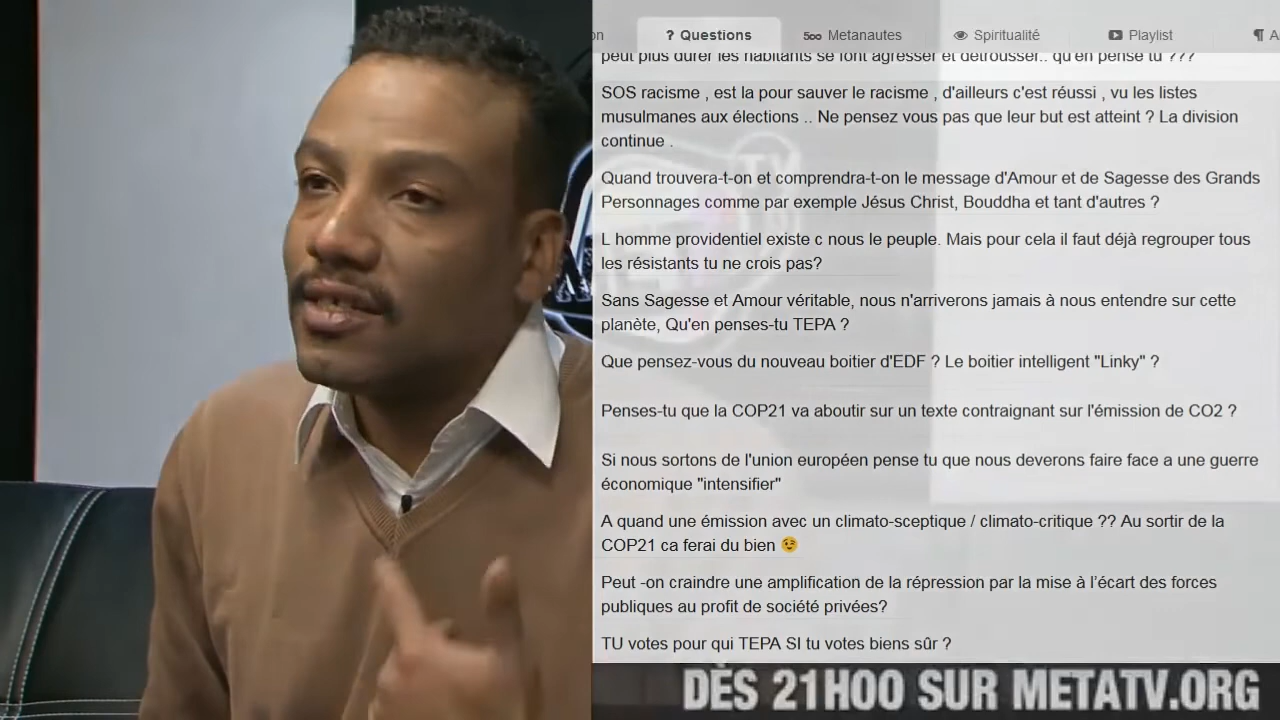 on
? Questions
500 Metanautes
Spiritualité
Playlist
¶ A
peut plus durer les habitants se font agresser et détrousser.. qu'en pense tu ???
SOS racisme , est la pour sauver le racisme , d'ailleurs c'est réussi , vu les listes
musulmanes aux élections .. Ne pensez vous pas que leur but est atteint ? La division
continue .
Quand trouvera-t-on et comprendra-t-on le message d'Amour et de Sagesse des Grands
Personnages comme par exemple Jésus Christ, Bouddha et tant d'autres ?
L homme providentiel existe c nous le peuple. Mais pour cela il faut déjà regrouper tous
les résistants tu ne crois pas?
Sans Sagesse et Amour véritable, nous n'arriverons jamais à nous entendre sur cette
planète, Qu'en penses-tu TEPA ?
Que pensez-vous du nouveau boitier d'EDF ? Le boitier intelligent "Linky" ?
Penses-tu que la COP21 va aboutir sur un texte contraignant sur l'émission de CO2 ?
Si nous sortons de l'union européen pense tu que nous deverons faire face a une guerre
économique "intensifier"
A quand une émission avec un climato-sceptique / climato-critique ?? Au sortir de la
COP21 ca ferai du bien 😉
Peut -on craindre une amplification de la répression par la mise à l'écart des forces
publiques au profit de société privées?
TU votes pour qui TEPA SI tu votes biens sûr ?
DÈS 21H00 SUR METATV.ORG